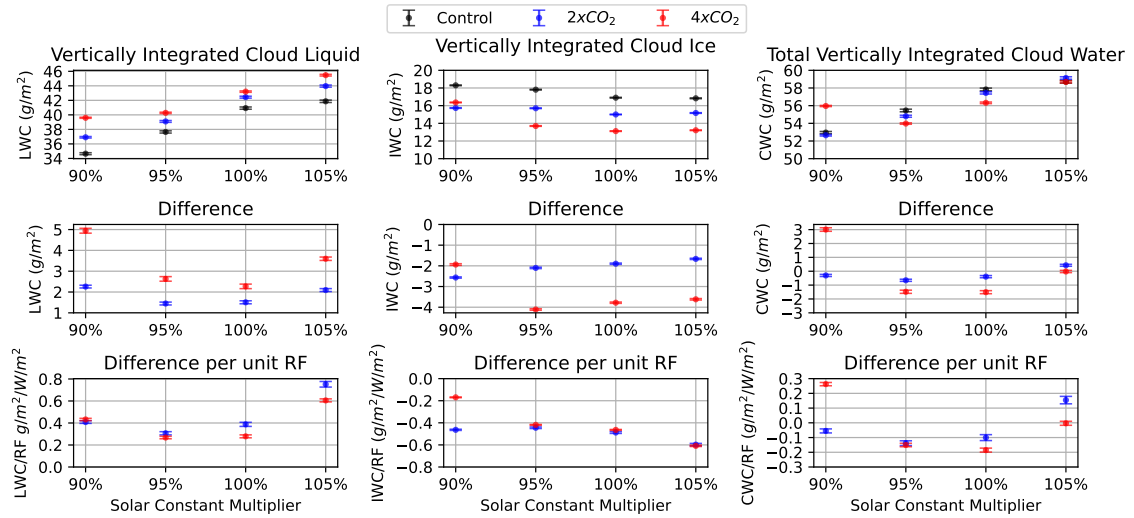 Control 2xCO₂ 4xCO₂
Vertically Integrated Cloud Liquid
LWC (g/m²)
46
44
42
40
38
36
34
90% 95% 100% 105%
Vertically Integrated Cloud Ice
IWC (g/m²)
20
18
16
14
12
10
90% 95% 100% 105%
Total Vertically Integrated Cloud Water
CWC (g/m²)
60
58
56
54
52
50
90% 95% 100% 105%
Difference
LWC (g/m²)
5
4
3
2
1
90% 95% 100% 105%
Difference
IWC (g/m²)
0
−1
−2
−3
−4
90% 95% 100% 105%
Difference
CWC (g/m²)
3
2
1
0
−1
−2
−3
90% 95% 100% 105%
Difference per unit RF
LWC/RF g/m²/W/m²
0.8
0.6
0.4
0.2
0.0
90% 95% 100% 105%
Solar Constant Multiplier
Difference per unit RF
IWC/RF (g/m²/W/m²)
0.0
−0.2
−0.4
−0.6
−0.8
90% 95% 100% 105%
Solar Constant Multiplier
Difference per unit RF
CWC/RF g/m²/W/m²)
0.3
0.2
0.1
0.0
−0.1
−0.2
−0.3
90% 95% 100% 105%
Solar Constant Multiplier